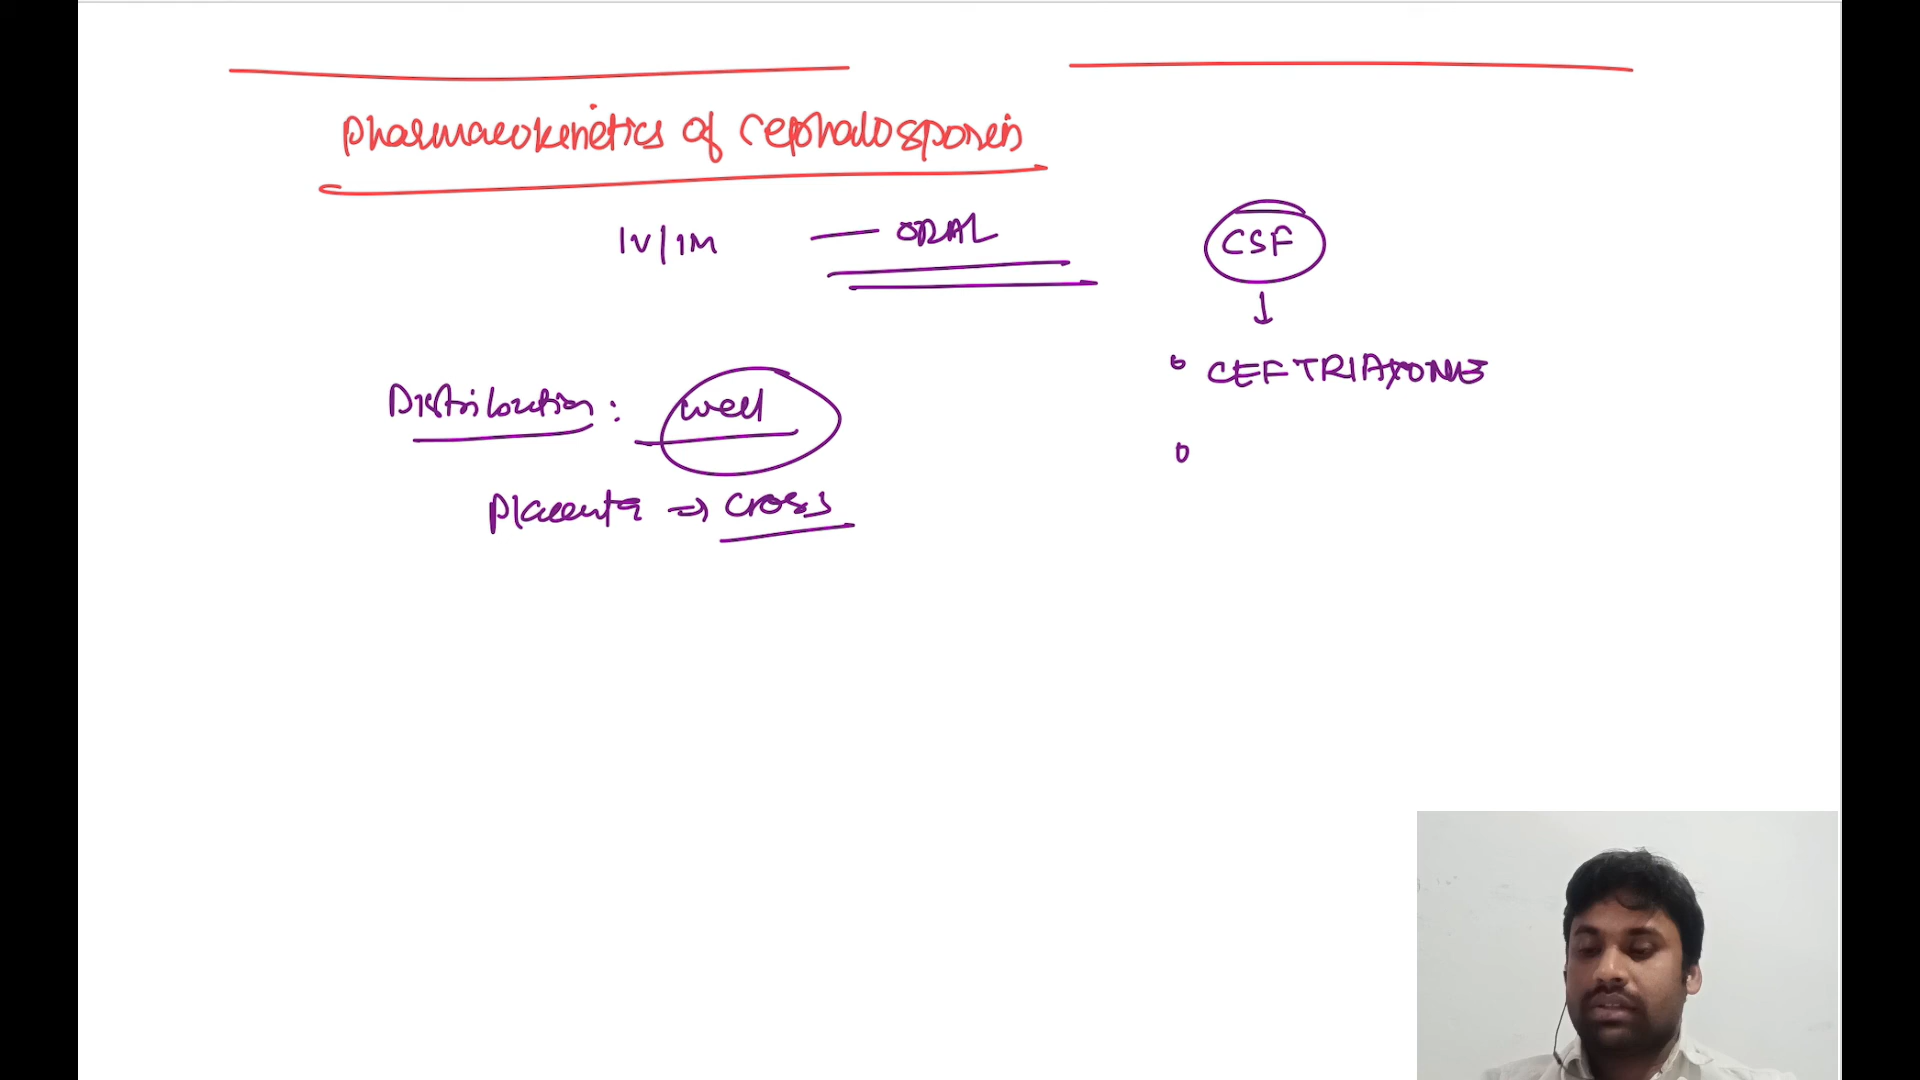 Pharmacokinetics of Cephalosporins
IV/IM — ORAL
CSF
CEFTRIAXONE
Distribution : well
Placenta ⇒ cross